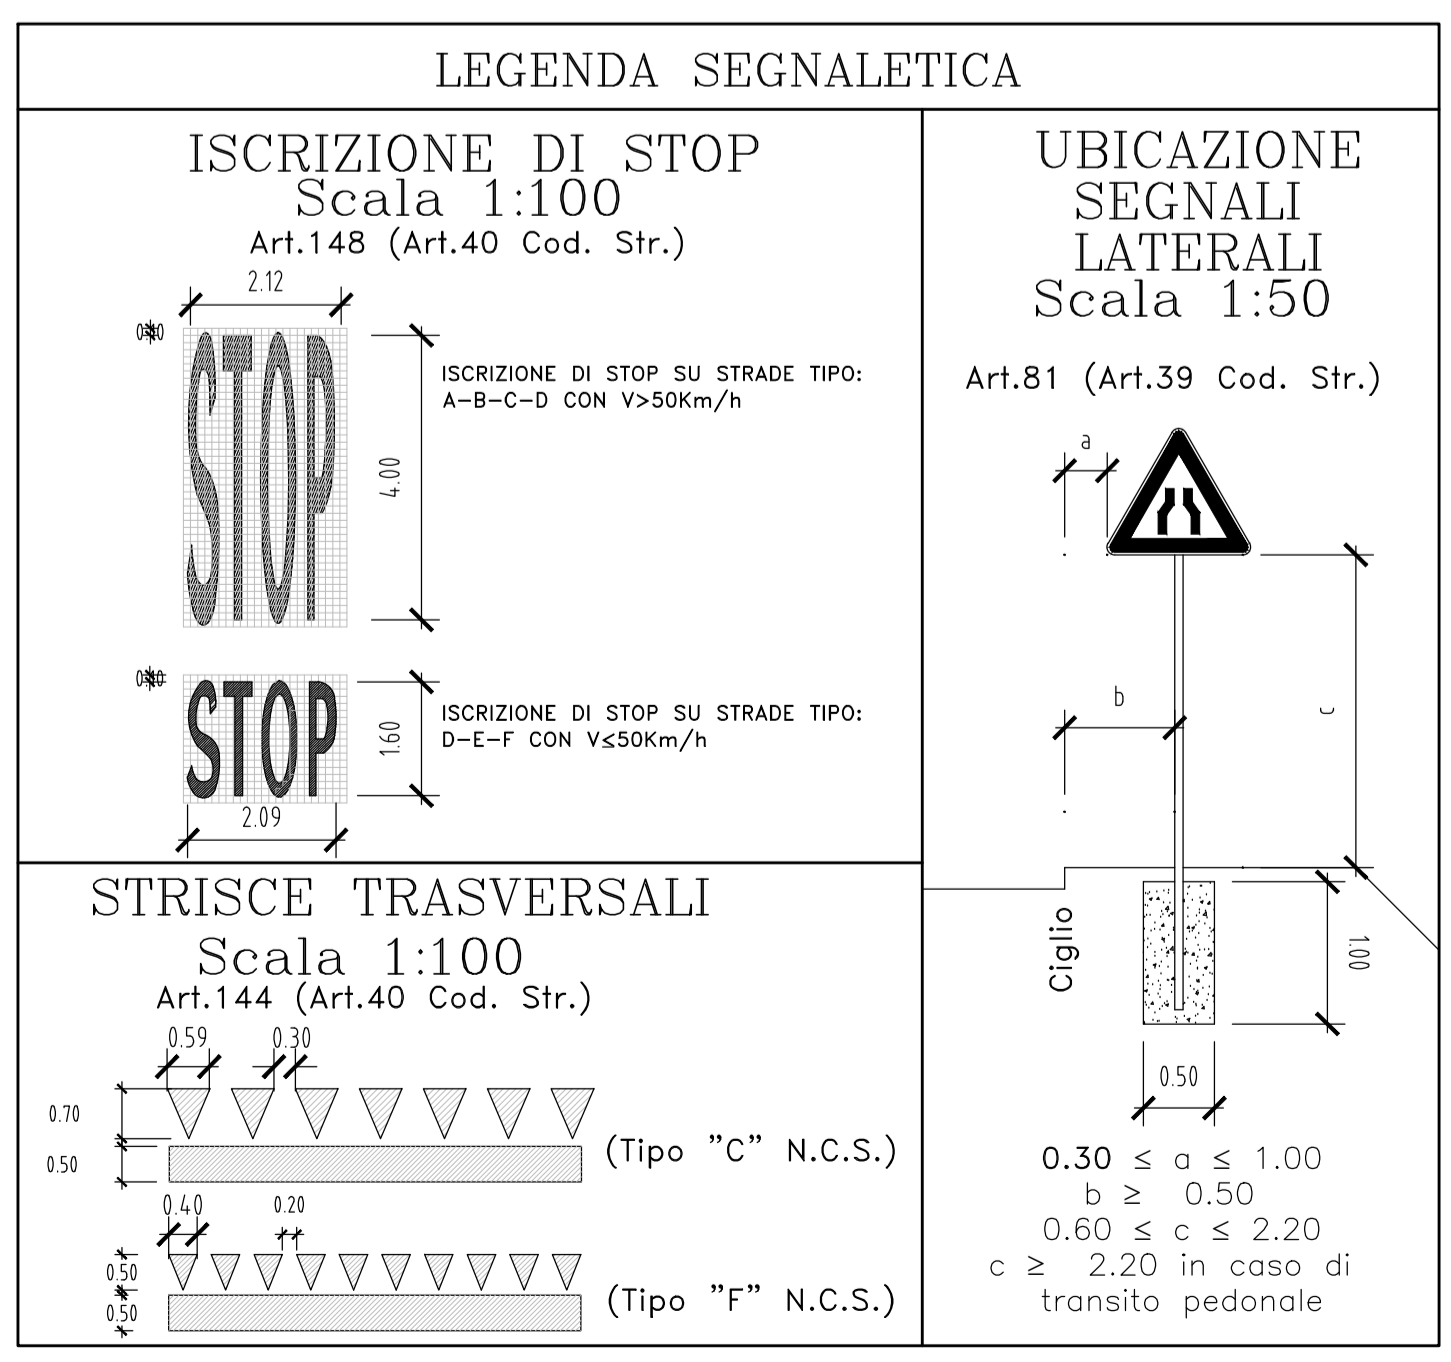 LEGENDA SEGNALETICA
ISCRIZIONE DI STOP
Scala 1:100
Art.148 (Art.40 Cod. Str.)
2.12
STOP
4.00
ISCRIZIONE DI STOP SU STRADE TIPO:
A-B-C-D CON V>50Km/h
STOP
1.60
ISCRIZIONE DI STOP SU STRADE TIPO:
D-E-F CON V≤50Km/h
2.09
STRISCE TRASVERSALI
Scala 1:100
Art.144 (Art.40 Cod. Str.)
0.59
0.30
0.70
0.50
(Tipo "C" N.C.S.)
0.40
0.20
0.50
0.50
(Tipo "F" N.C.S.)
UBICAZIONE
SEGNALI
LATERALI
Scala 1:50
Art.81 (Art.39 Cod. Str.)
a
b
c
Ciglio
1.00
0.50
0.30 ≤ a ≤ 1.00
b ≥ 0.50
0.60 ≤ c ≤ 2.20
c ≥ 2.20 in caso di
transito pedonale